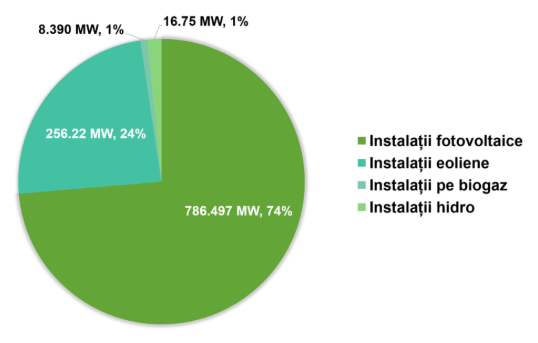 16.75 MW, 1%
8.390 MW, 1%
256.22 MW, 24%
786.497 MW, 74%
Instalații fotovoltaice
Instalații eoliene
Instalații pe biogaz
Instalații hidro